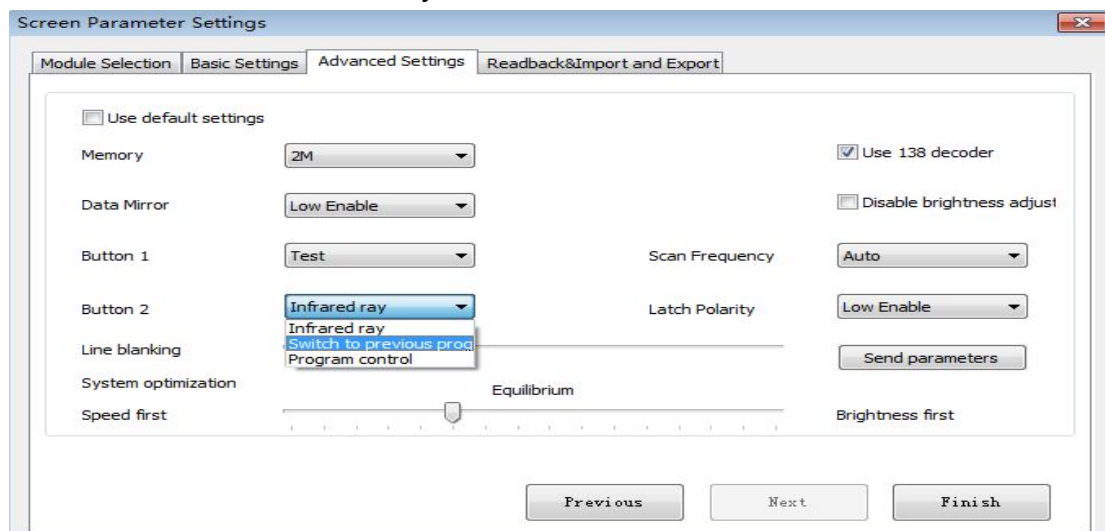 Screen Parameter Settings
Module Selection Basic Settings Advanced Settings Readback&Import and Export
Use default settings
Memory 2M Use 138 decoder
Data Mirror Low Enable Disable brightness adjust
Button 1 Test Scan Frequency Auto
Button 2 Infrared ray Latch Polarity Low Enable
Infrared ray
Switch to previous prog
Program control
Line blanking Send parameters
System optimization Equilibrium
Speed first Brightness first
Previous Next Finish